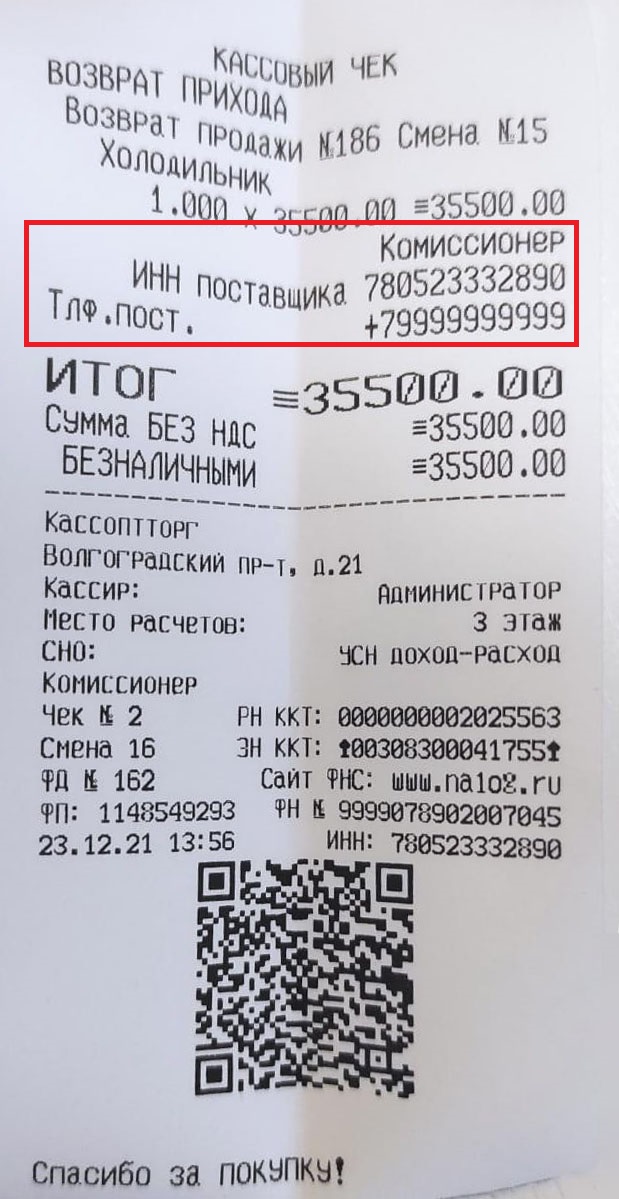 КАССОВЫЙ ЧЕК
ВОЗВРАТ ПРИХОДА
Возврат продажи №186 Смена №15
Холодильник
1.000 x 35500.00 ≡35500.00
Комиссионер
ИНН поставщика 780523332890
Тлф.пост. +79999999999
ИТОГ ≡35500.00
Сумма БЕЗ НДС ≡35500.00
БЕЗНАЛИЧНЫМИ ≡35500.00
Кассоптторг
Волгоградский пр-т, д.21
Кассир: Администратор
Место расчетов: 3 этаж
СНО: УСН доход-расход
Комиссионер
Чек № 2 РН ККТ: 0000000002025563
Смена 16 ЗН ККТ: 00308300041755
ФД № 162 Сайт ФНС: www.nalog.ru
ФП: 1148549293 ФН № 9999078902007045
23.12.21 13:56 ИНН: 780523332890
Спасибо за ПОКУПКУ!